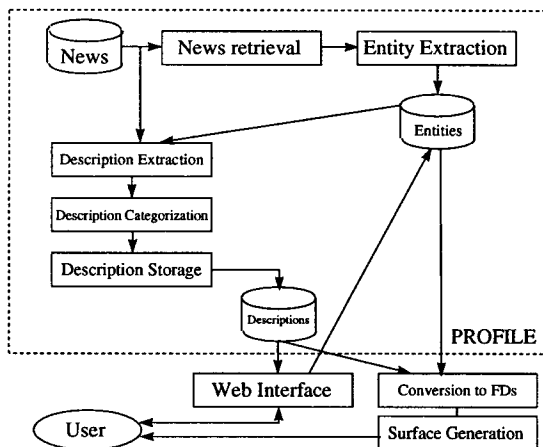 News
News retrieval
Entity Extraction
Entities
Description Extraction
Description Categorization
Description Storage
Descriptions
PROFILE
Web Interface
Conversion to FDs
User
Surface Generation